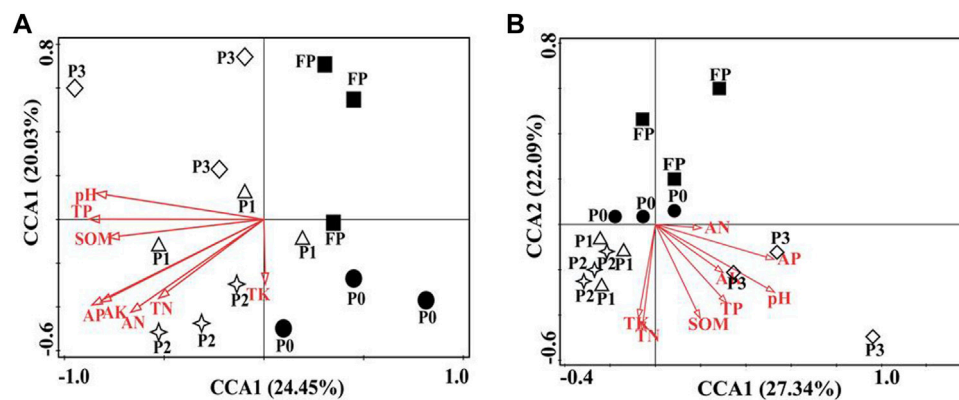 A
0.8
CCA1 (20.03%)
-0.6
-1.0
CCA1 (24.45%)
1.0
P3
P3
FP
FP
P3
P1
pH
TP
SOM
P1
P1
FP
AP
AK
AN
TN
TK
P2
P2
P2
P0
P0
P0
B
0.8
CCA2 (22.09%)
-0.6
-0.4
CCA1 (27.34%)
1.0
FP
FP
FP
P0
P0
AN
P1
P2
P2
P1
P2
P1
P3
AP
P3
TP
pH
SOM
TK
TN
P3